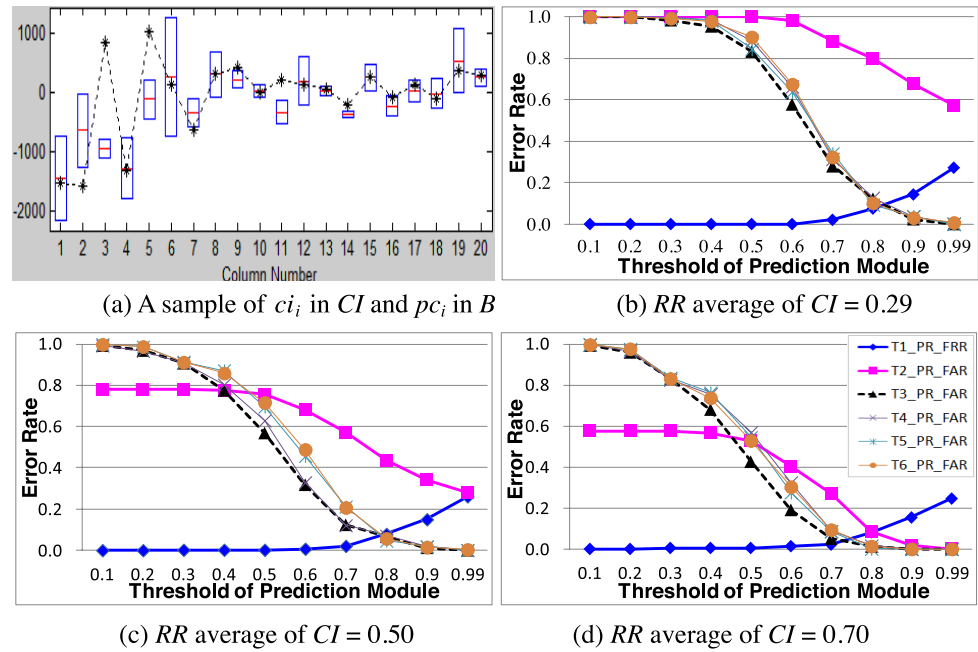 1000
0
-1000
-2000
1 2 3 4 5 6 7 8 9 10 11 12 13 14 15 16 17 18 19 20
Column Number
(a) A sample of ci_i in CI and pc_i in B
Error Rate
1.0
0.8
0.6
0.4
0.2
0.0
0.1 0.2 0.3 0.4 0.5 0.6 0.7 0.8 0.9 0.99
Threshold of Prediction Module
(b) RR average of CI = 0.29
Error Rate
1.0
0.8
0.6
0.4
0.2
0.0
0.1 0.2 0.3 0.4 0.5 0.6 0.7 0.8 0.9 0.99
Threshold of Prediction Module
(c) RR average of CI = 0.50
Error Rate
1.0
0.8
0.6
0.4
0.2
0.0
0.1 0.2 0.3 0.4 0.5 0.6 0.7 0.8 0.9 0.99
Threshold of Prediction Module
T1_PR_FRR
T2_PR_FAR
T3_PR_FAR
T4_PR_FAR
T5_PR_FAR
T6_PR_FAR
(d) RR average of CI = 0.70